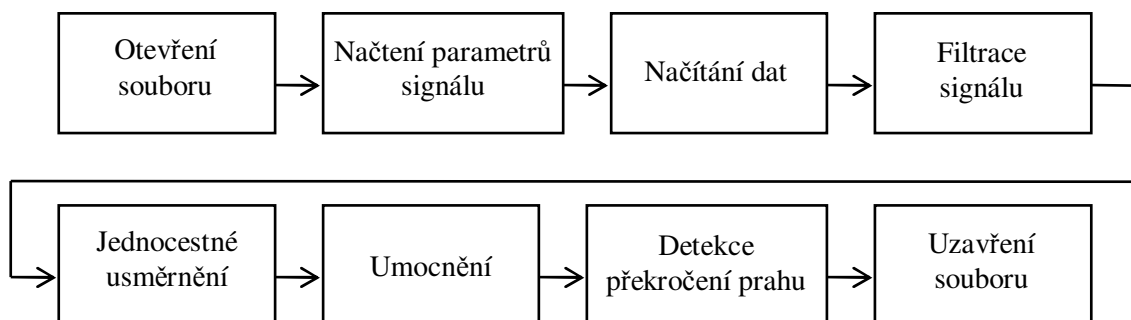 Otevření
souboru
Načtení parametrů
signálu
Načítání dat
Filtrace
signálu
Jednocestné
usměrnění
Umocnění
Detekce
překročení prahu
Uzavření
souboru